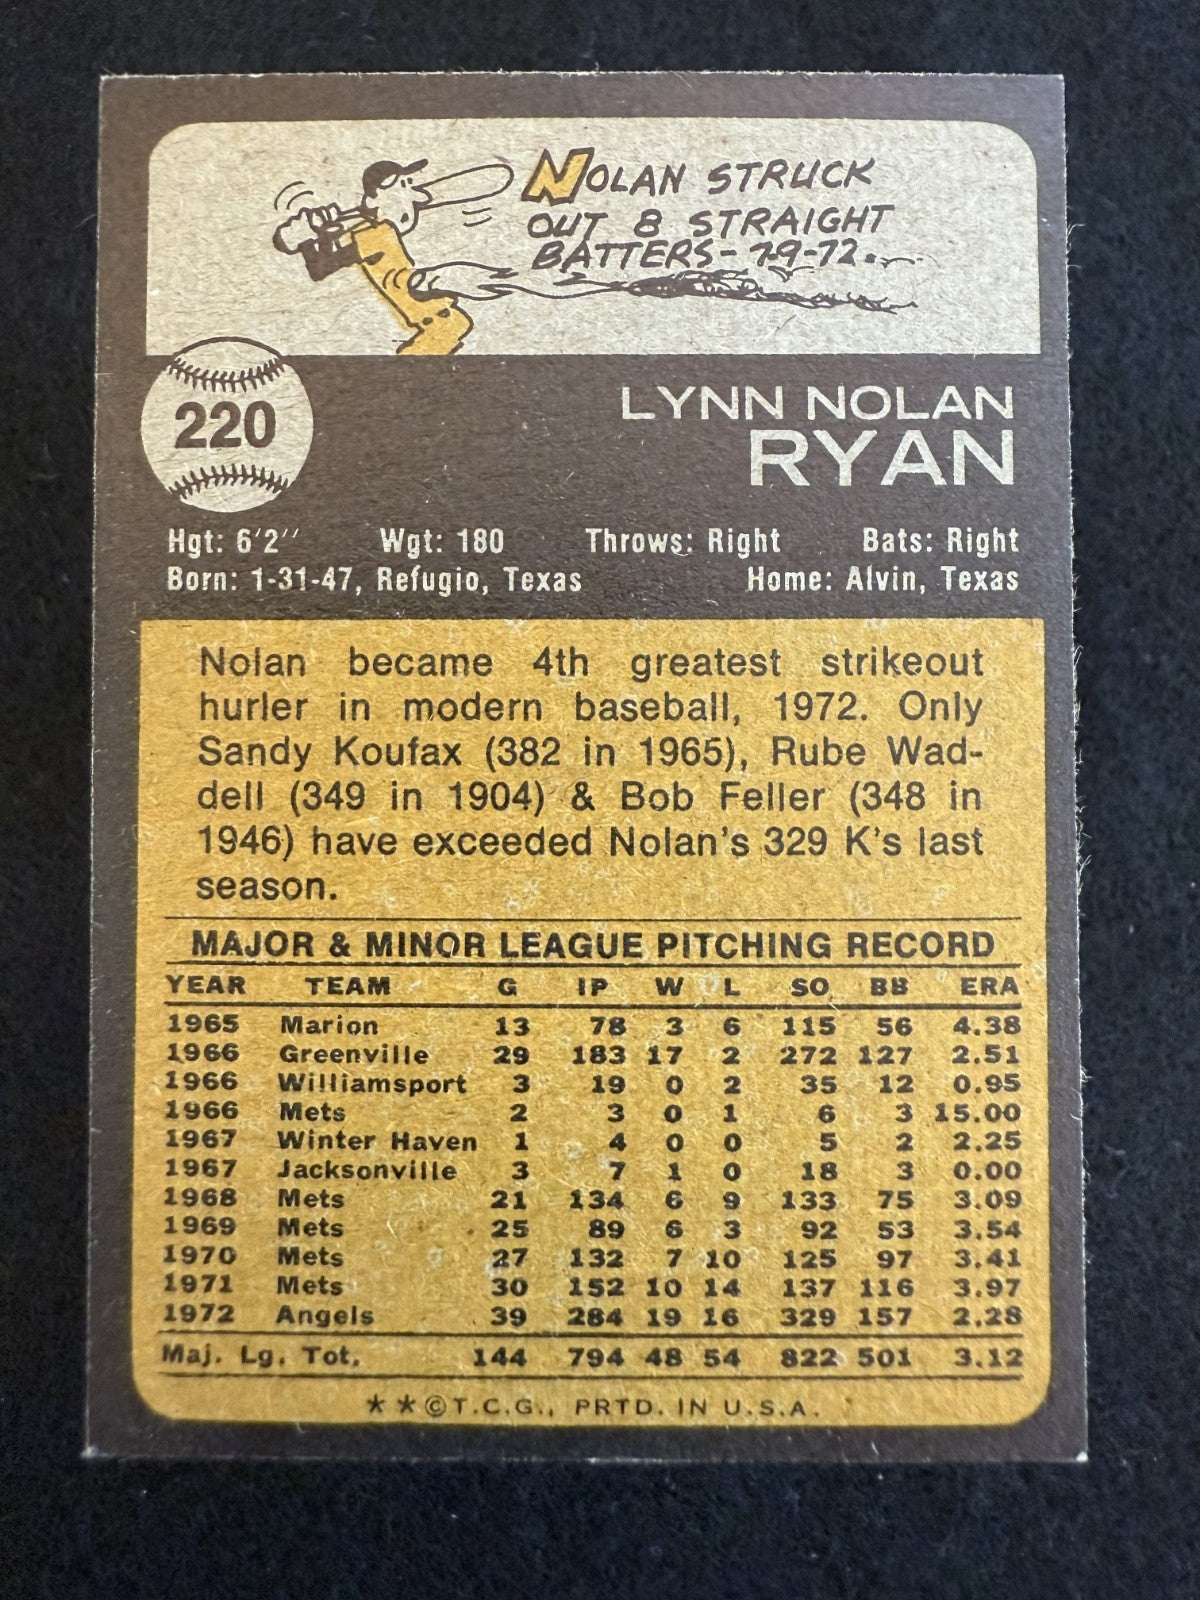 NOLAN STRUCK
OUT 8 STRAIGHT
BATTERS - 7-9-72.
220
LYNN NOLAN
RYAN
Hgt: 6'2'' Wgt: 180 Throws: Right Bats: Right
Born: 1-31-47, Refugio, Texas Home: Alvin, Texas
Nolan became 4th greatest strikeout
hurler in modern baseball, 1972. Only
Sandy Koufax (382 in 1965), Rube Wad-
dell (349 in 1904) & Bob Feller (348 in
1946) have exceeded Nolan's 329 K's last
season.
MAJOR & MINOR LEAGUE PITCHING RECORD
YEAR TEAM G IP W L SO BB ERA
1965 Marion 13 78 3 6 115 56 4.38
1966 Greenville 29 183 17 2 272 127 2.51
1966 Williamsport 3 19 0 2 35 12 0.95
1966 Mets 2 3 0 1 6 3 15.00
1967 Winter Haven 1 4 0 0 5 2 2.25
1967 Jacksonville 3 7 1 0 18 3 0.00
1968 Mets 21 134 6 9 133 75 3.09
1969 Mets 25 89 6 3 92 53 3.54
1970 Mets 27 132 7 10 125 97 3.41
1971 Mets 30 152 10 14 137 116 3.97
1972 Angels 39 284 19 16 329 157 2.28
Maj. Lg. Tot. 144 794 48 54 822 501 3.12
**©T.C.G., PRTD. IN U.S.A.